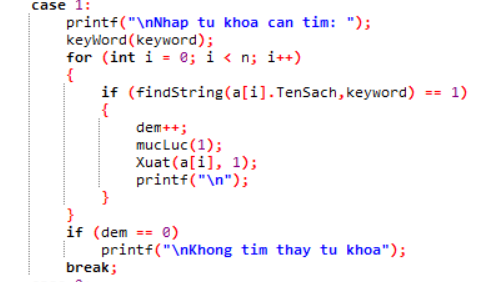 case 1:
printf("\nNhap tu khoa can tim: ");
keyWord(keyword);
for (int i = 0; i < n; i++)
{
if (findString(a[i].TenSach,keyword) == 1)
{
dem++;
mucLuc(1);
Xuat(a[i], 1);
printf("\n");
}
}
if (dem == 0)
printf("\nKhong tim thay tu khoa");
break;